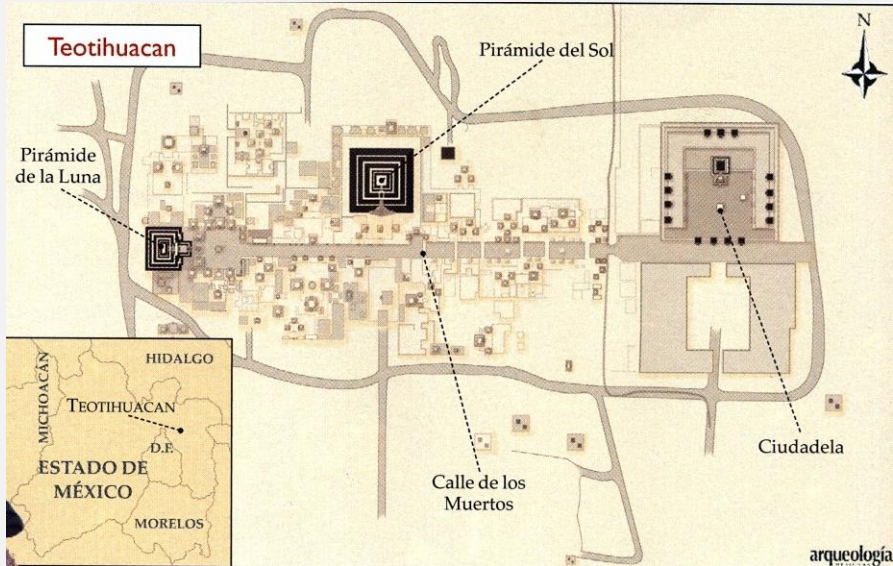 Teotihuacan
Pirámide del Sol
N
Pirámide
de la Luna
HIDALGO
MICHOACÁN
TEOTIHUACAN
D.F.
ESTADO DE
MÉXICO
MORELOS
Calle de los
Muertos
Ciudadela
arqueología